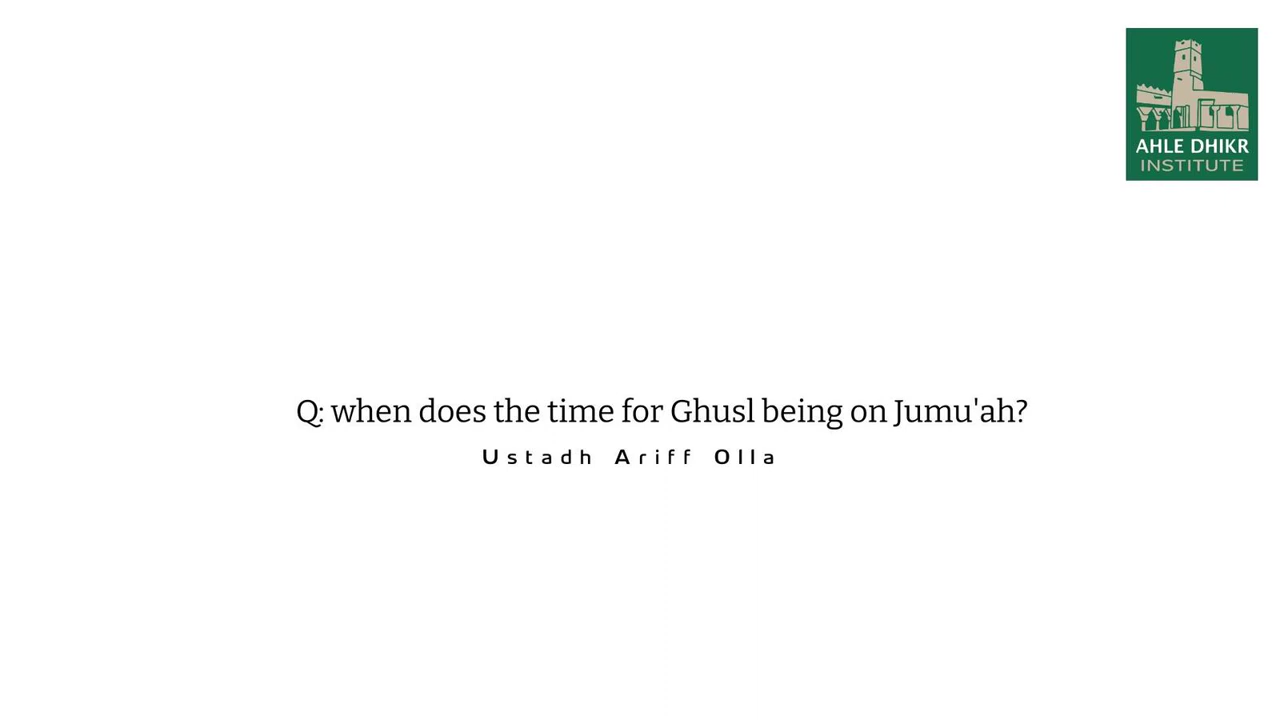 AHLE DHIKR
INSTITUTE
Q: when does the time for Ghusl being on Jumu'ah?
Ustadh Ariff Olla